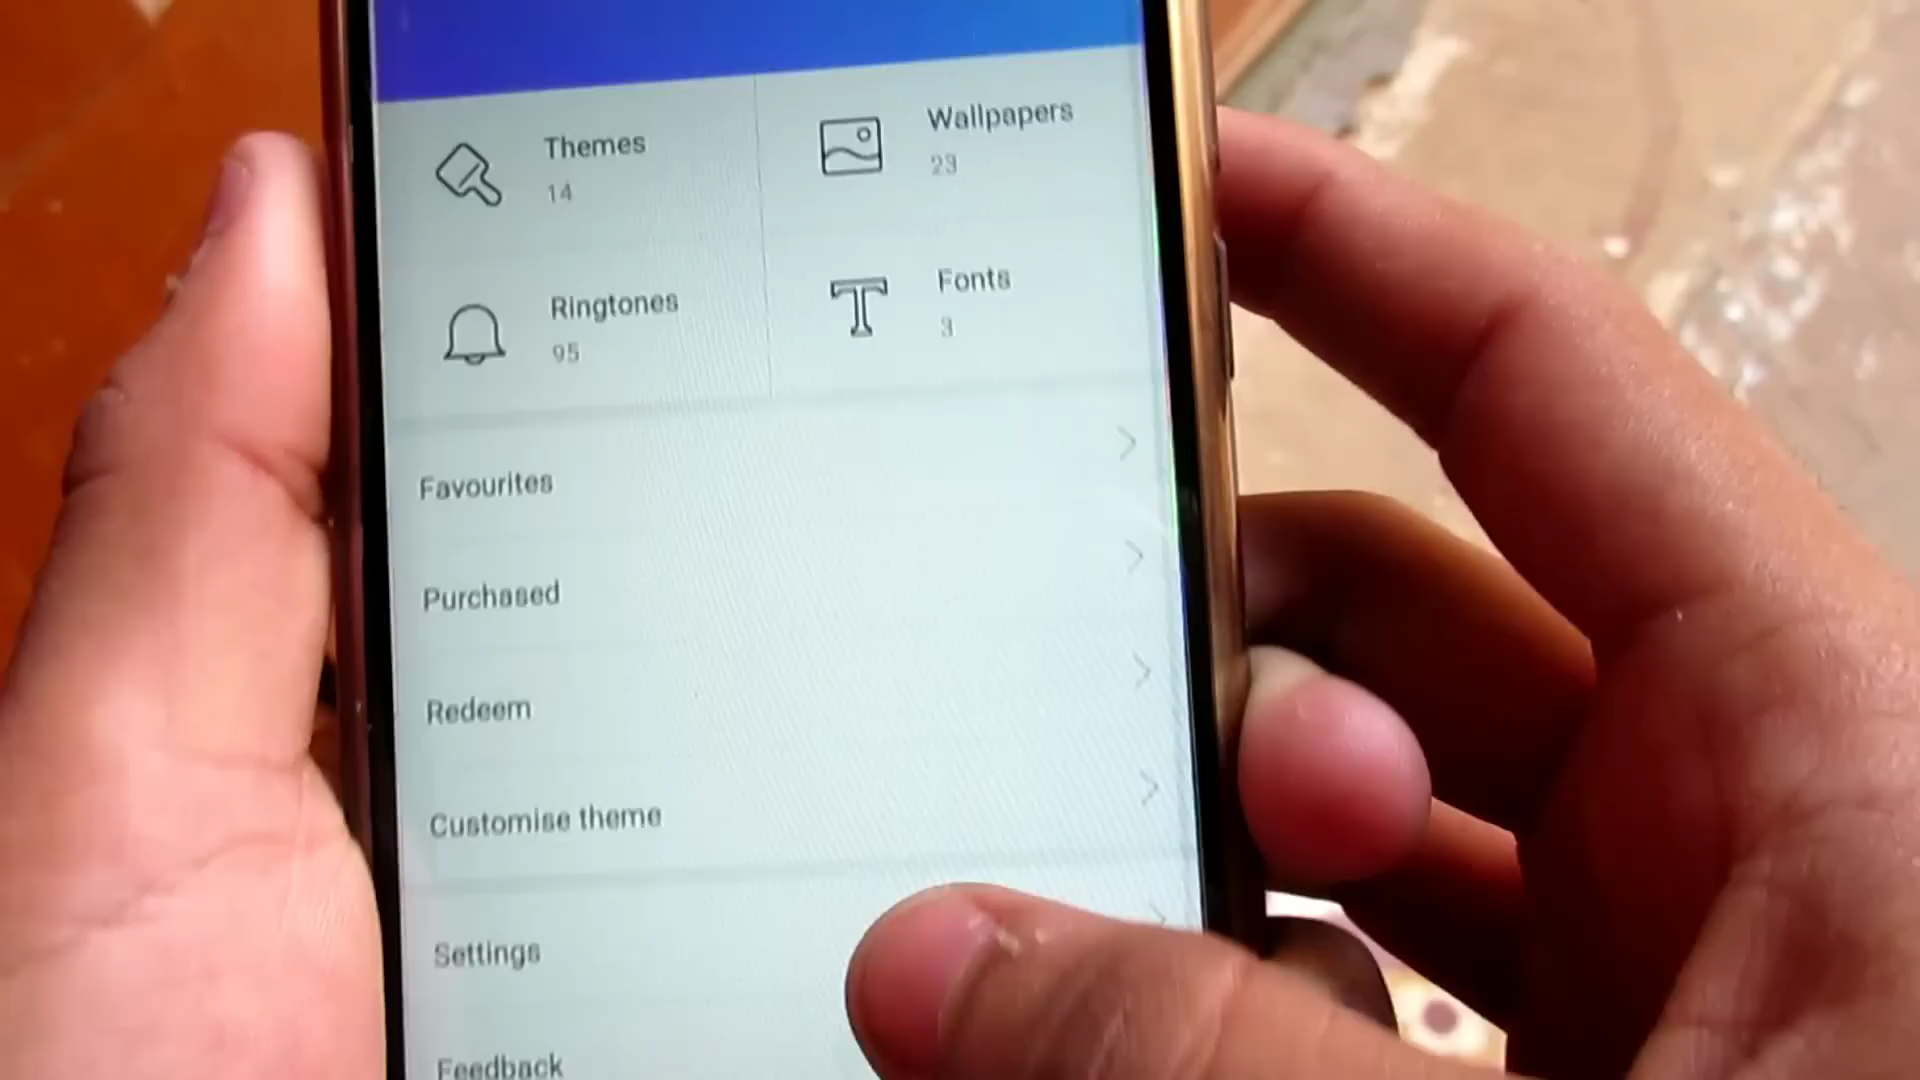 Themes
14
Wallpapers
23
Ringtones
95
Fonts
3
Favourites
Purchased
Redeem
Customise theme
Settings
Feedback